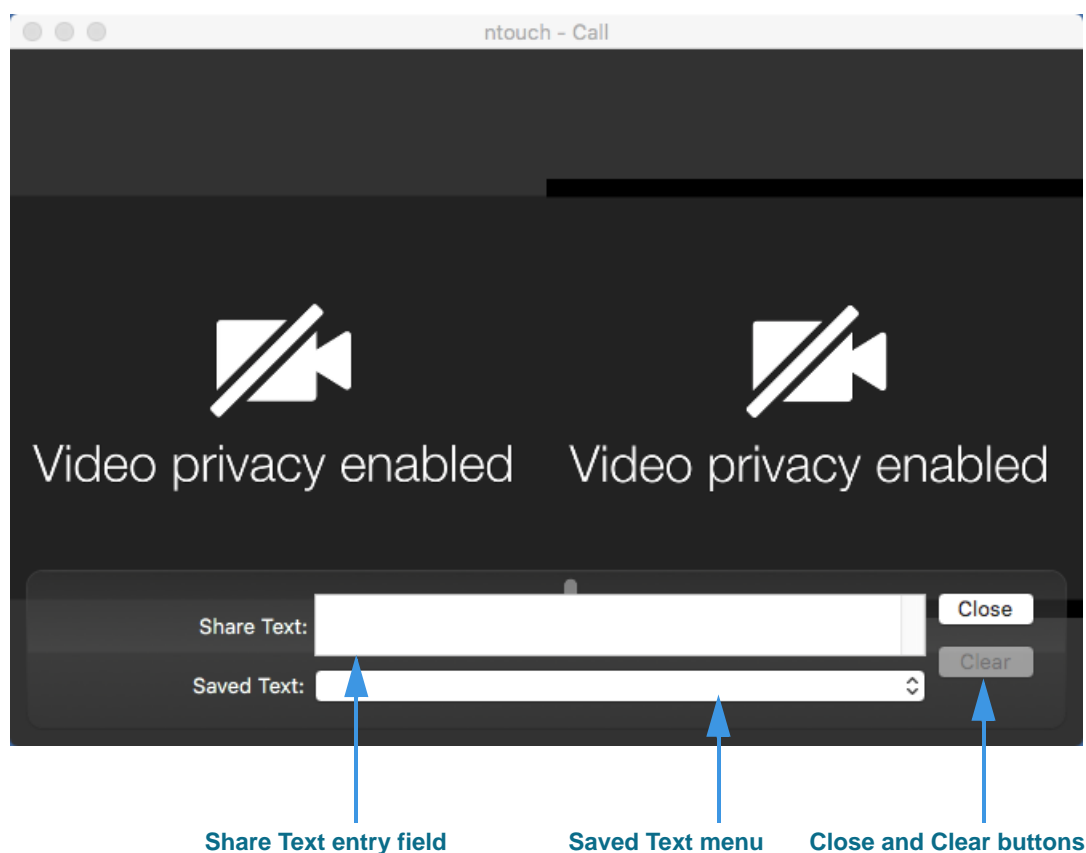 ntouch - Call
Video privacy enabled
Video privacy enabled
Share Text:
Close
Saved Text:
Clear
Share Text entry field
Saved Text menu
Close and Clear buttons